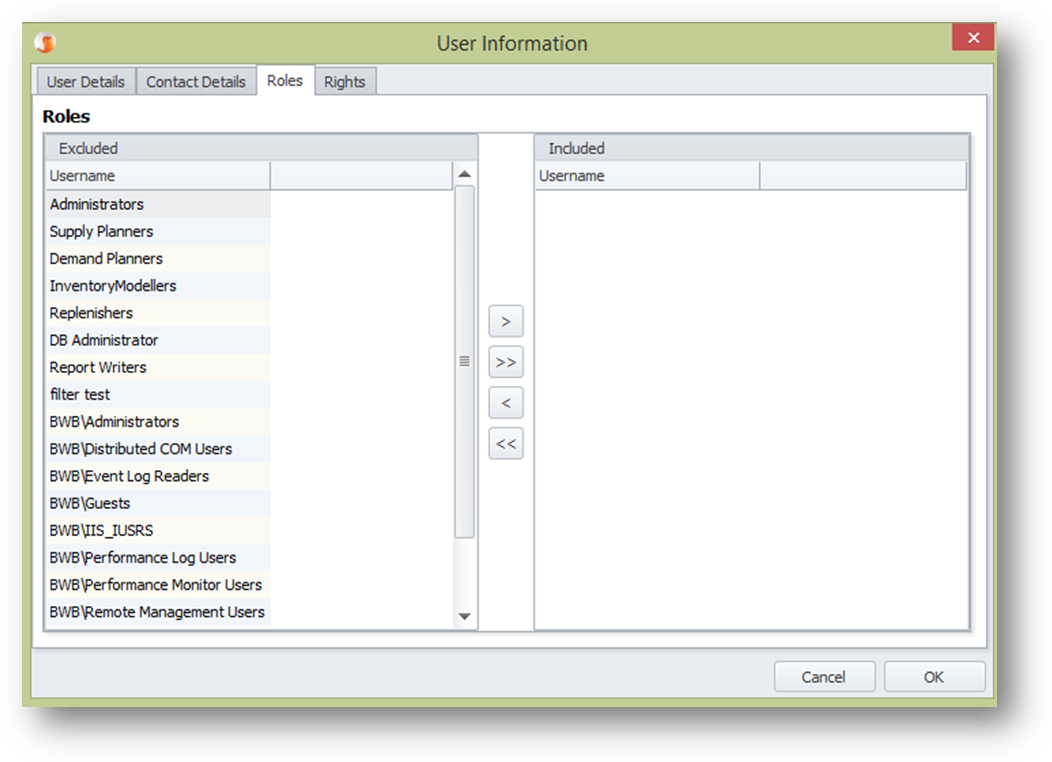 User Information
User Details Contact Details Roles Rights
Roles
Excluded
Username
Administrators
Supply Planners
Demand Planners
InventoryModellers
Replenishers
DB Administrator
Report Writers
filter test
BWB\Administrators
BWB\Distributed COM Users
BWB\Event Log Readers
BWB\Guests
BWB\IIS_IUSRS
BWB\Performance Log Users
BWB\Performance Monitor Users
BWB\Remote Management Users
>
>>
<
<<
Included
Username
Cancel OK